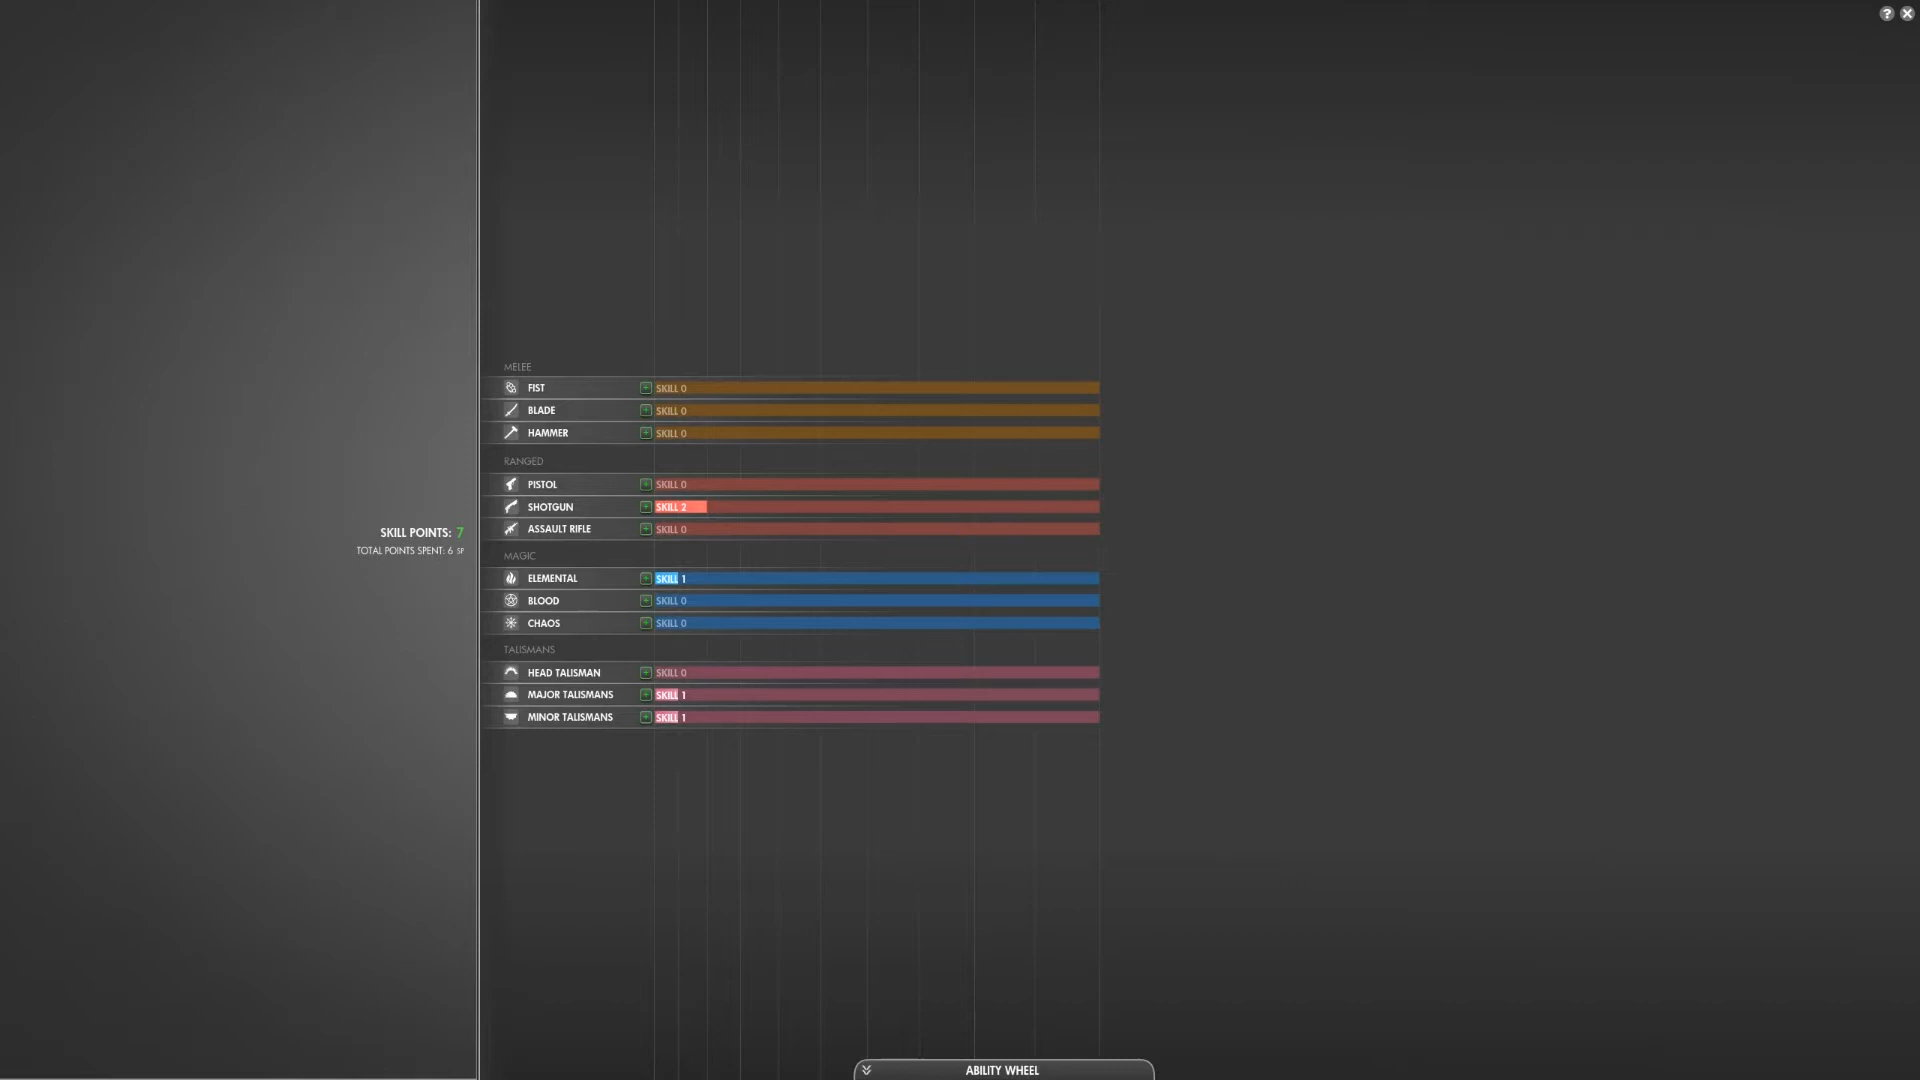 ?
MELEE
FIST SKILL 0
BLADE SKILL 0
HAMMER SKILL 0
RANGED
PISTOL SKILL 0
SHOTGUN SKILL 2
ASSAULT RIFLE SKILL 0
SKILL POINTS: 7
TOTAL POINTS SPENT: 6 SP
MAGIC
ELEMENTAL SKILL 1
BLOOD SKILL 0
CHAOS SKILL 0
TALISMANS
HEAD TALISMAN SKILL 0
MAJOR TALISMANS SKILL 1
MINOR TALISMANS SKILL 1
ABILITY WHEEL